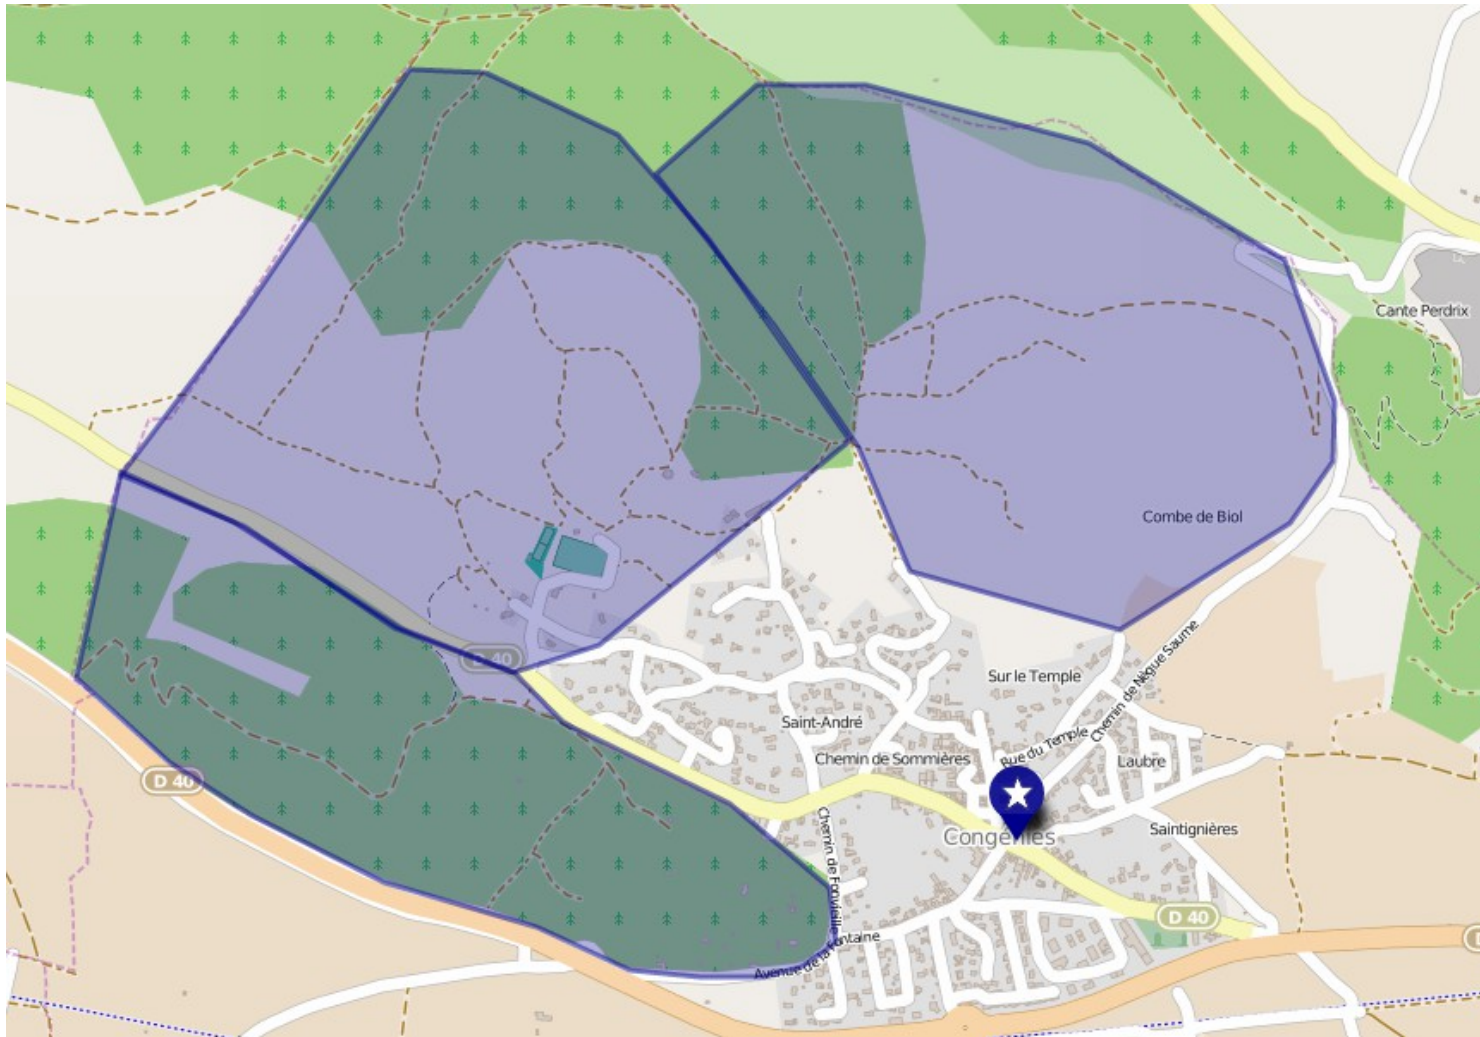 Cante Perdrix
Combe de Biol
D 40
Sur le Temple
Chemin de Nègue Saume
Saint-André
Rue du Temple
Chemin de Sommières
Laubre
D 40
Congénies
Saintignières
Chemin de Fonvieille
D 40
Avenue de la Fontaine